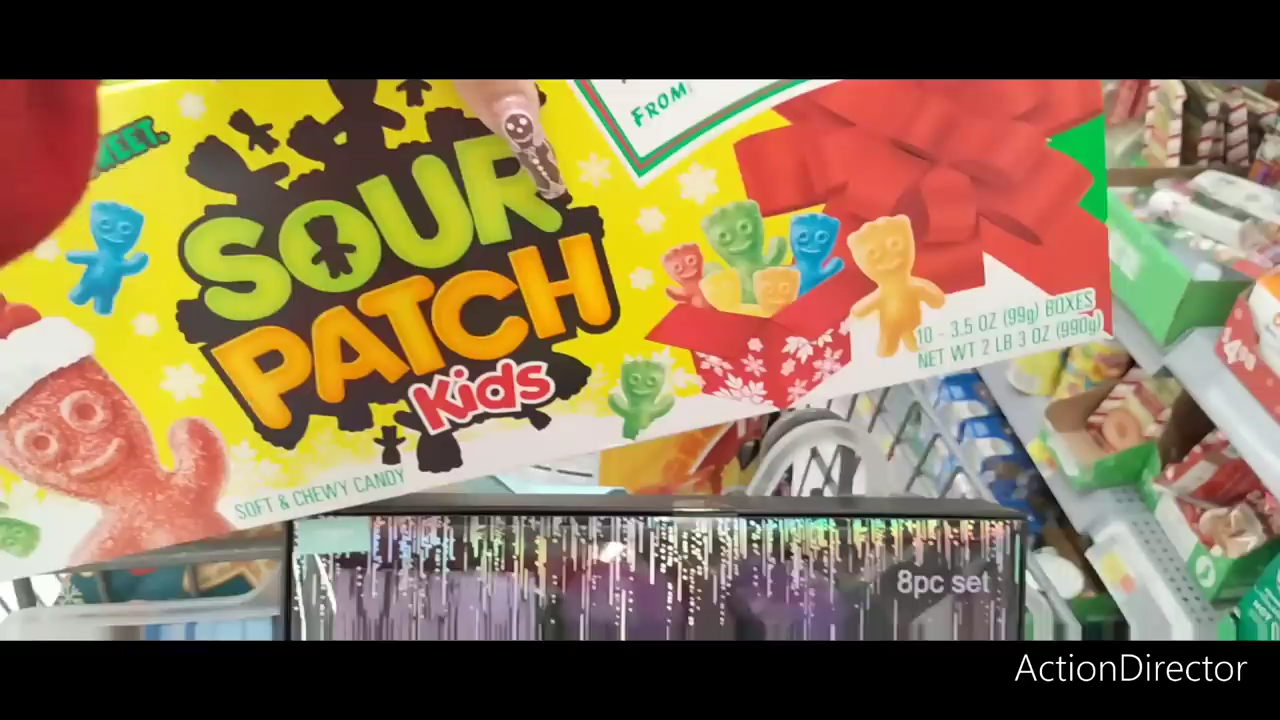 FROM:
SOUR
PATCH
Kids
10 - 3.5 OZ (99g) BOXES
NET WT 2 LB 3 OZ (990g)
SOFT & CHEWY CANDY
8pc set
ActionDirector